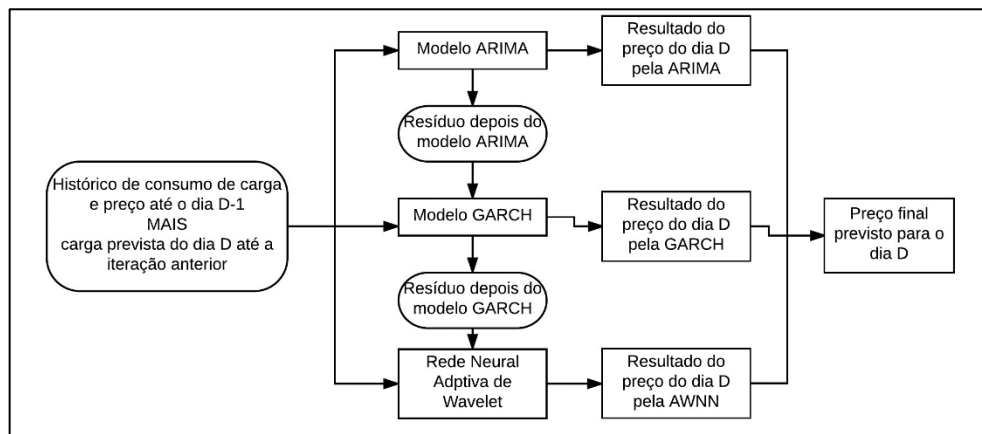 Histórico de consumo de carga
e preço até o dia D-1
MAIS
carga prevista do dia D até a
iteração anterior
Modelo ARIMA
Resíduo depois do
modelo ARIMA
Modelo GARCH
Resíduo depois do
modelo GARCH
Rede Neural
Adptiva de
Wavelet
Resultado do
preço do dia D
pela ARIMA
Resultado do
preço do dia D
pela GARCH
Resultado do
preço do dia D
pela AWNN
Preço final
previsto para o
dia D